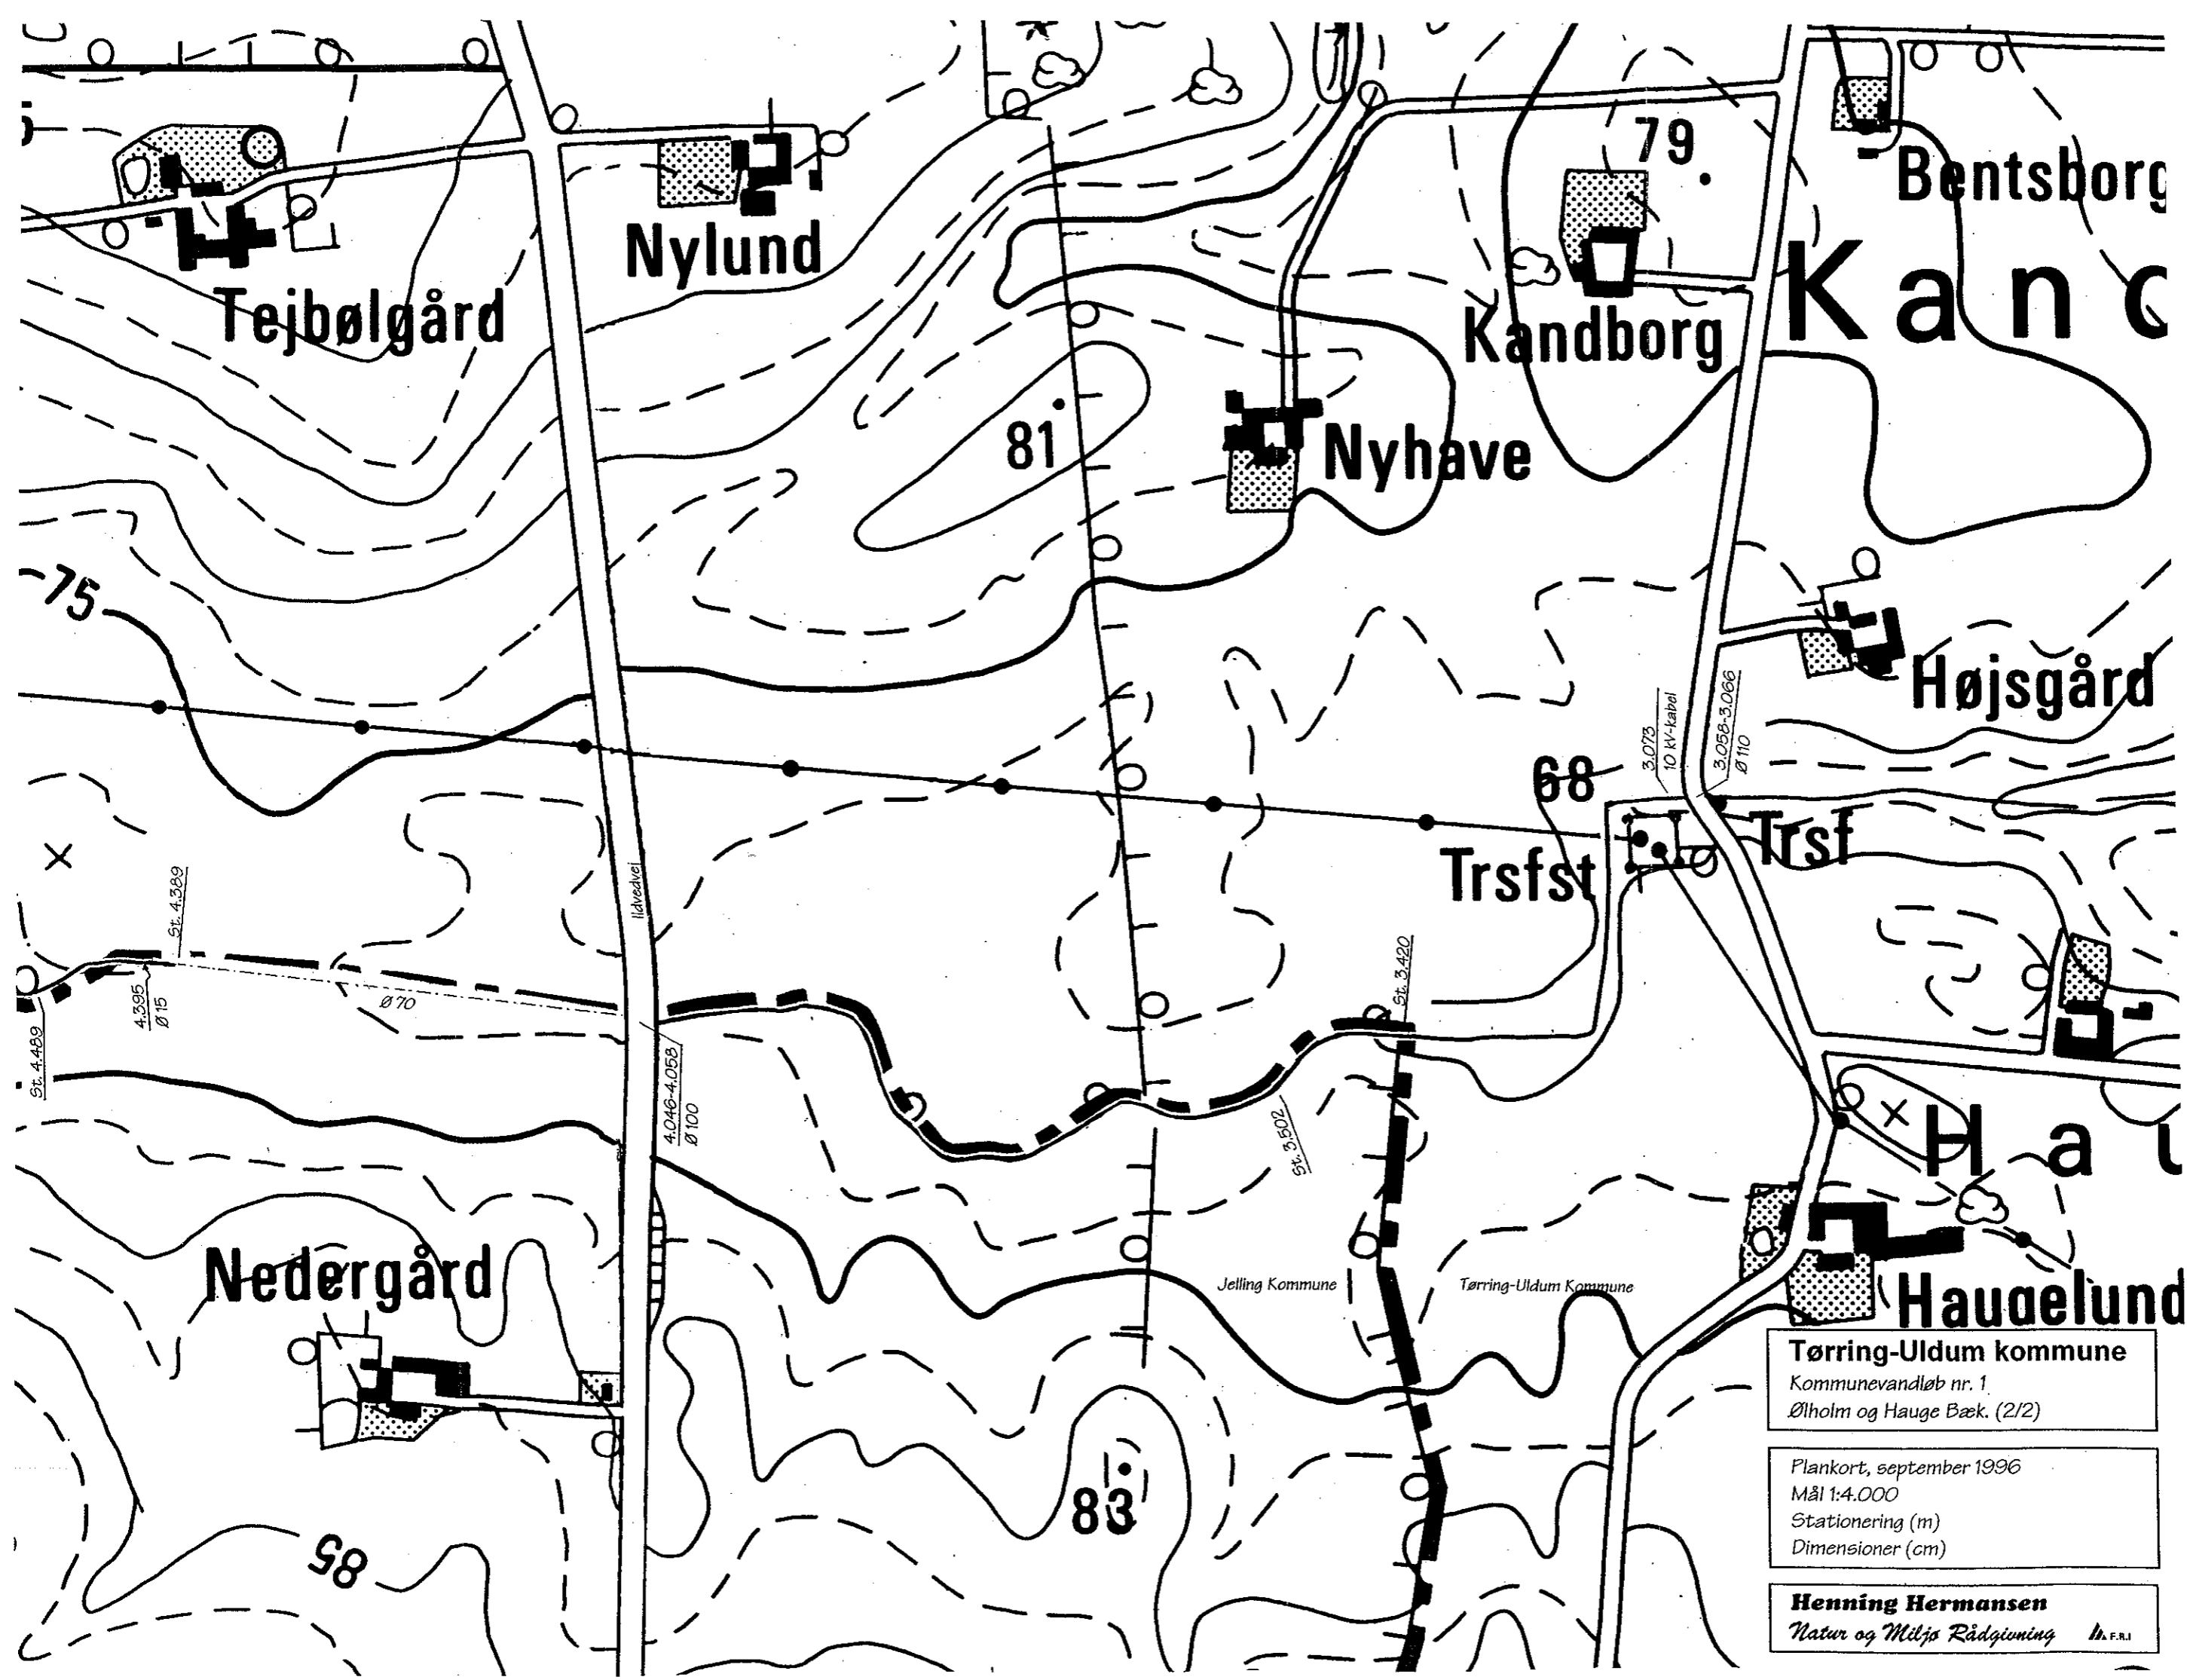 79
Bentsborg
Nylund
Tejbølgård
Kandborg
Kand
81
Nyhave
75
Højsgård
3.073
10 kV-kabel
3.058-3.066
Ø 110
68
Trsf
Trsfst
Ildvedvej
St. 4.389
St. 3.420
4.395
Ø 15
Ø 70
St. 4.489
4.046-4.058
Ø 100
St. 3.502
Hau
Nedergård
Jelling Kommune
Tørring-Uldum Kommune
Haugelund
83
85
Tørring-Uldum kommune
Kommunevandløb nr. 1
Ølholm og Hauge Bæk. (2/2)
Plankort, september 1996
Mål 1:4.000
Stationering (m)
Dimensioner (cm)
Henning Hermansen
Natur og Miljø Rådgivning
F.R.I